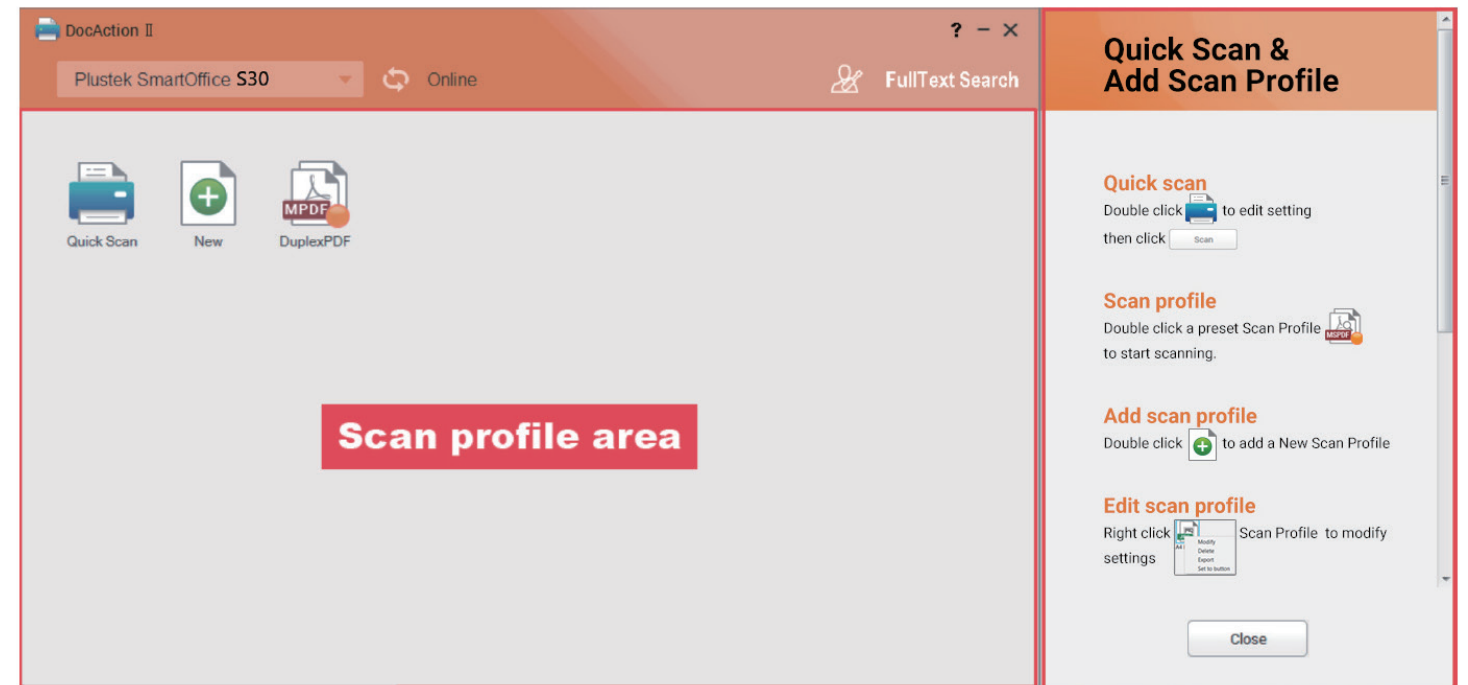 DocAction II
? – ×
Plustek SmartOffice S30
Online
FullText Search
Quick Scan
New
MPDF
DuplexPDF
Scan profile area
Quick Scan &
Add Scan Profile
Quick scan
Double click to edit setting
then click Scan
Scan profile
Double click a preset Scan Profile MSPDF
to start scanning.
Add scan profile
Double click to add a New Scan Profile
Edit scan profile
Right click Scan Profile to modify
settings
Modify
Delete
Export
Set to button
Close